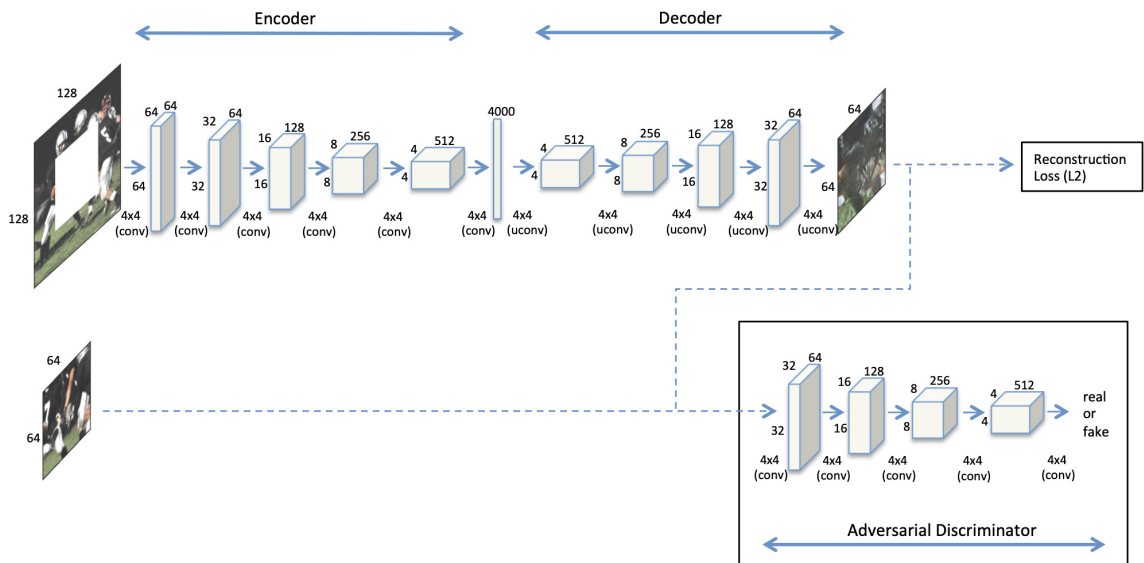 Encoder
Decoder
128
128
64 64
64
32 64
32
16 128
16
8 256
8
4 512
4
4000
4 512
4
8 256
8
16 128
16
32 64
32
64
64
4x4 4x4 4x4 4x4 4x4 4x4 4x4 4x4 4x4 4x4 4x4
(conv) (conv) (conv) (conv) (conv) (conv) (uconv) (uconv) (uconv) (uconv) (uconv)
Reconstruction
Loss (L2)
64
64
32 64
32
16 128
16
8 256
8
4 512
4
real
or
fake
4x4 4x4 4x4 4x4 4x4
(conv) (conv) (conv) (conv) (conv)
Adversarial Discriminator